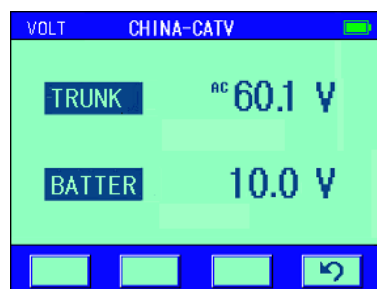 VOLT CHINA-CATV
TRUNK AC 60.1 V
BATTER 10.0 V